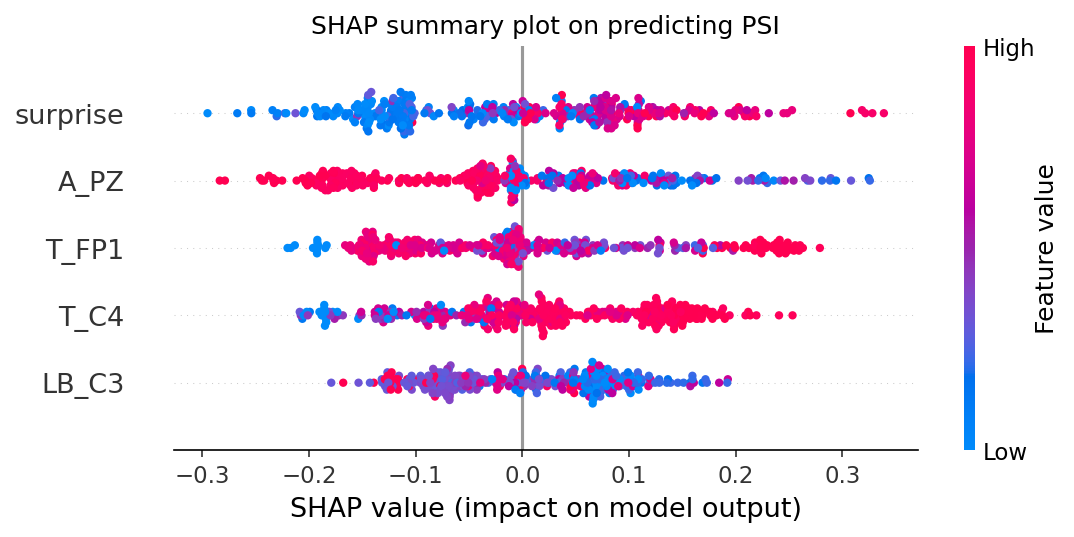 SHAP summary plot on predicting PSI
High
surprise
A_PZ
T_FP1
T_C4
LB_C3
Feature value
Low
−0.3 −0.2 −0.1 0.0 0.1 0.2 0.3
SHAP value (impact on model output)